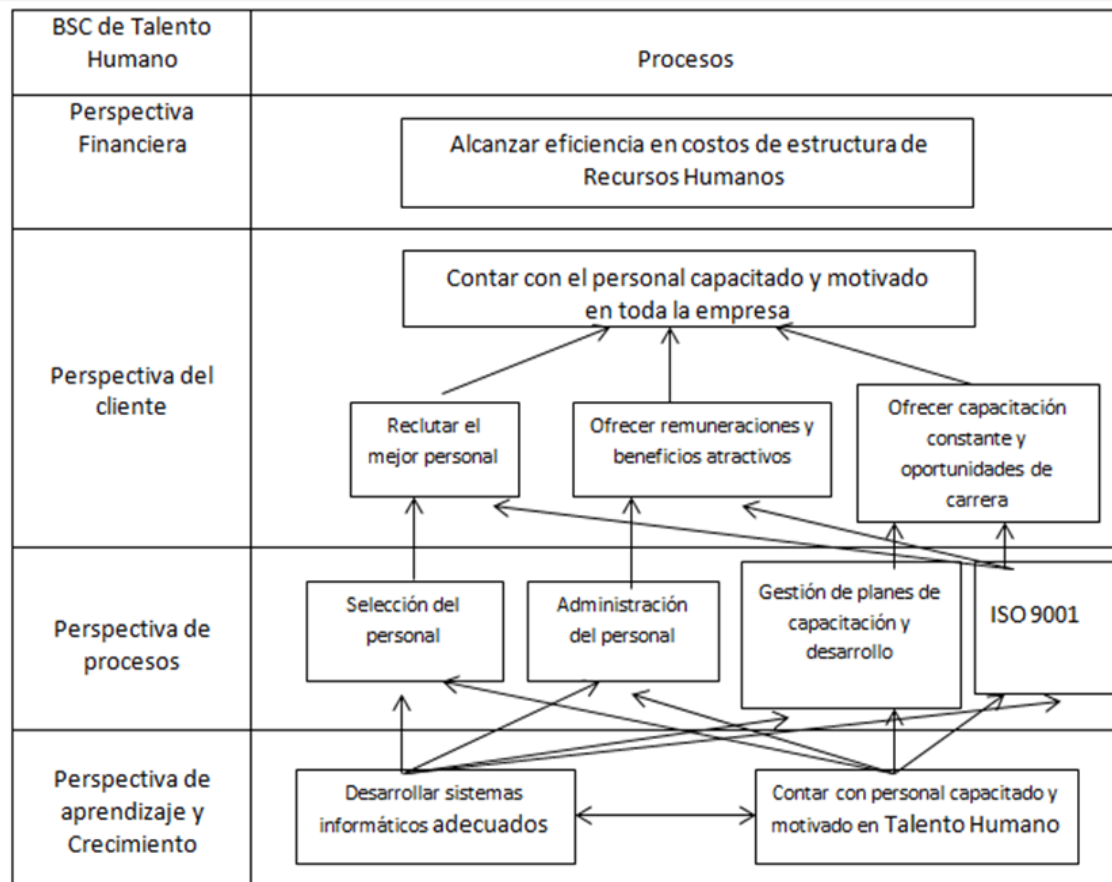 BSC de Talento
Humano
Procesos
Perspectiva
Financiera
Alcanzar eficiencia en costos de estructura de
Recursos Humanos
Perspectiva del
cliente
Contar con el personal capacitado y motivado
en toda la empresa
Reclutar el
mejor personal
Ofrecer remuneraciones y
beneficios atractivos
Ofrecer capacitación
constante y
oportunidades de
carrera
Perspectiva de
procesos
Selección del
personal
Administración
del personal
Gestión de planes de
capacitación y
desarrollo
ISO 9001
Perspectiva de
aprendizaje y
Crecimiento
Desarrollar sistemas
informáticos adecuados
Contar con personal capacitado y
motivado en Talento Humano